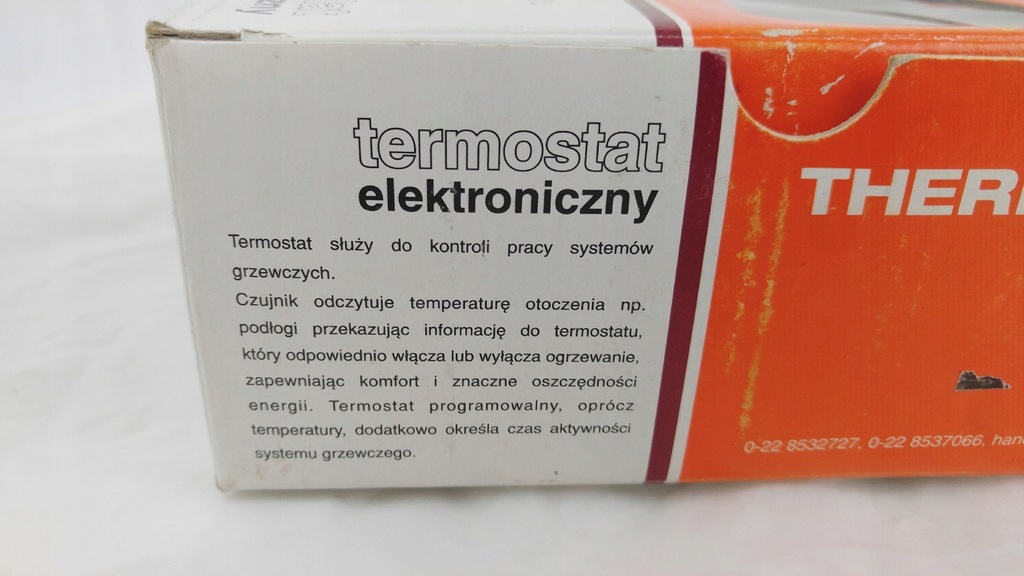 termostat
elektroniczny
Termostat służy do kontroli pracy systemów
grzewczych.
Czujnik odczytuje temperaturę otoczenia np.
podłogi przekazując informację do termostatu,
który odpowiednio włącza lub wyłącza ogrzewanie,
zapewniając komfort i znaczne oszczędności
energii. Termostat programowalny, oprócz
temperatury, dodatkowo określa czas aktywności
systemu grzewczego.
THER
0-22 8532727, 0-22 8537066, han